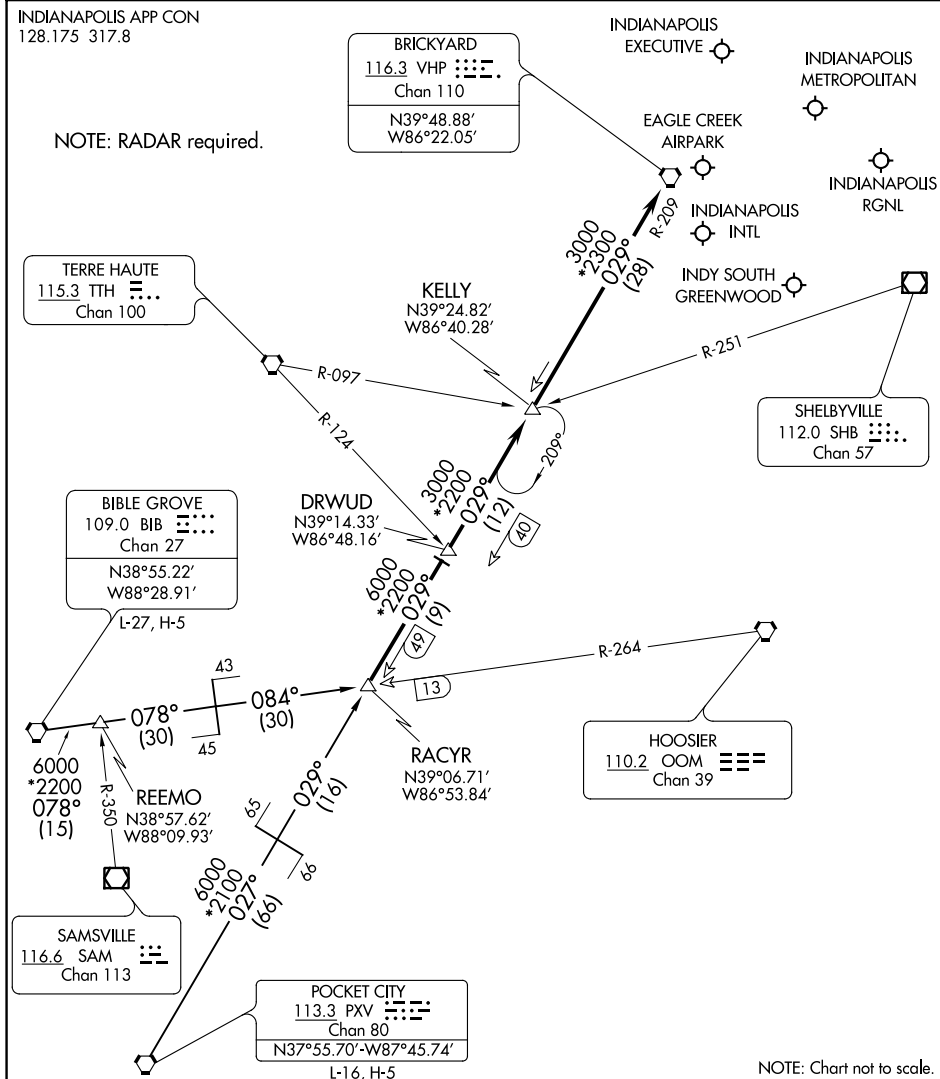 INDIANAPOLIS APP CON
128.175 317.8
NOTE: RADAR required.
BRICKYARD
116.3 VHP
Chan 110
N39°48.88′
W86°22.05′
INDIANAPOLIS
EXECUTIVE
INDIANAPOLIS
METROPOLITAN
EAGLE CREEK
AIRPARK
INDIANAPOLIS
RGNL
INDIANAPOLIS
INTL
INDY SOUTH
GREENWOOD
R-209
3000
*2300
029°
(28)
TERRE HAUTE
115.3 TTH
Chan 100
KELLY
N39°24.82′
W86°40.28′
R-097
R-251
R-124
SHELBYVILLE
112.0 SHB
Chan 57
209°
3000
*2200
029°
(12)
40
DRWUD
N39°14.33′
W86°48.16′
BIBLE GROVE
109.0 BIB
Chan 27
N38°55.22′
W88°28.91′
L-27, H-5
6000
*2200
029°
(9)
49
R-264
13
43
078°
(30)
084°
(30)
45
6000
*2200
078°
(15)
R-350
REEMO
N38°57.62′
W88°09.93′
RACYR
N39°06.71′
W86°53.84′
HOOSIER
110.2 OOM
Chan 39
029°
(16)
65
66
6000
*2100
027°
(66)
SAMSVILLE
116.6 SAM
Chan 113
POCKET CITY
113.3 PXV
Chan 80
N37°55.70′-W87°45.74′
L-16, H-5
NOTE: Chart not to scale.